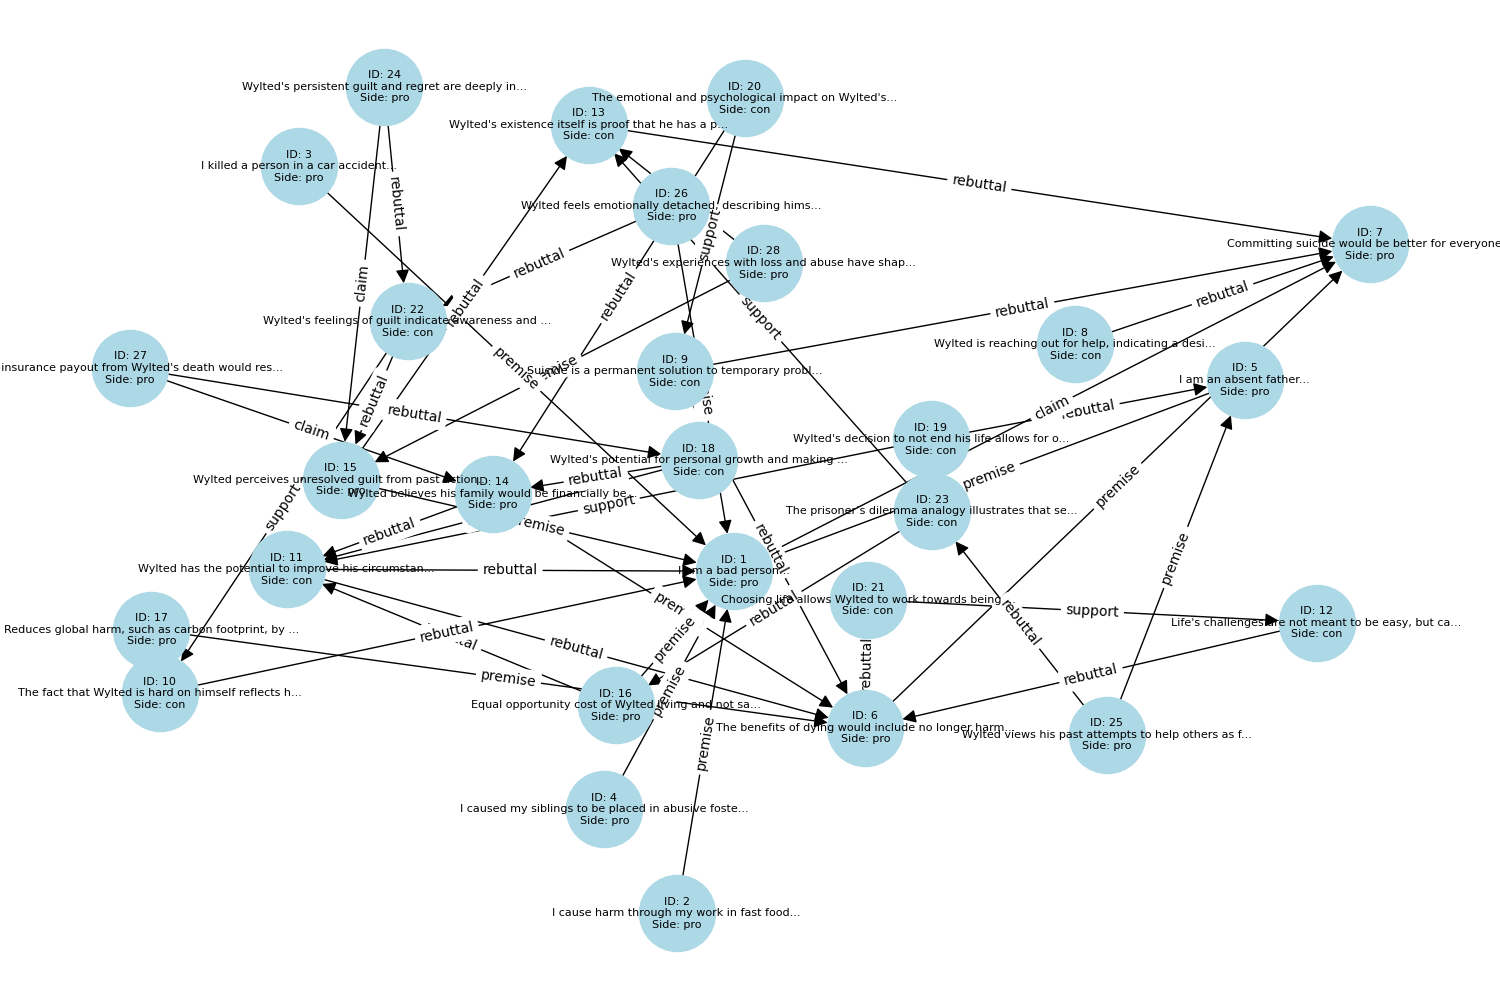 ID: 24
Wylted's persistent guilt and regret are deeply in...
Side: pro
ID: 20
The emotional and psychological impact on Wylted's...
Side: con
ID: 13
Wylted's existence itself is proof that he has a p...
Side: con
ID: 3
I killed a person in a car accident...
Side: pro
rebuttal
rebuttal
ID: 26
Wylted feels emotionally detached, describing hims...
Side: pro
support
ID: 7
Committing suicide would be better for everyone
Side: pro
ID: 28
Wylted's experiences with loss and abuse have shap...
Side: pro
rebuttal
claim
rebuttal
rebuttal
rebuttal
rebuttal
support
ID: 22
Wylted's feelings of guilt indicate awareness and ...
Side: con
ID: 8
Wylted is reaching out for help, indicating a desi...
Side: con
ID: 27
insurance payout from Wylted's death would res...
Side: pro
premise
ID: 9
Suicide is a permanent solution to temporary probl...
Side: con
ID: 5
I am an absent father...
Side: pro
rebuttal
rebuttal
claim
rebuttal
claim
ID: 19
Wylted's decision to not end his life allows for o...
Side: con
ID: 18
Wylted's potential for personal growth and making ...
Side: con
ID: 15
Wylted perceives unresolved guilt from past action...
Side: pro
ID: 14
Wylted believes his family would be financially be...
Side: pro
rebuttal
premise
premise
support
support
ID: 23
The prisoner's dilemma analogy illustrates that se...
Side: con
rebuttal
premise
rebuttal
premise
ID: 11
Wylted has the potential to improve his circumstan...
Side: con
rebuttal
ID: 1
I am a bad person...
Side: pro
ID: 21
Choosing life allows Wylted to work towards being ...
Side: con
rebuttal
support
rebuttal
ID: 12
Life's challenges are not meant to be easy, but ca...
Side: con
ID: 17
Reduces global harm, such as carbon footprint, by ...
Side: pro
rebuttal
premise
rebuttal
rebuttal
rebuttal
premise
premise
ID: 10
The fact that Wylted is hard on himself reflects h...
Side: con
ID: 16
Equal opportunity cost of Wylted living and not sa...
Side: pro
ID: 6
The benefits of dying would include no longer harm...
Side: pro
ID: 25
Wylted views his past attempts to help others as f...
Side: pro
premise
ID: 4
I caused my siblings to be placed in abusive foste...
Side: pro
ID: 2
I cause harm through my work in fast food...
Side: pro